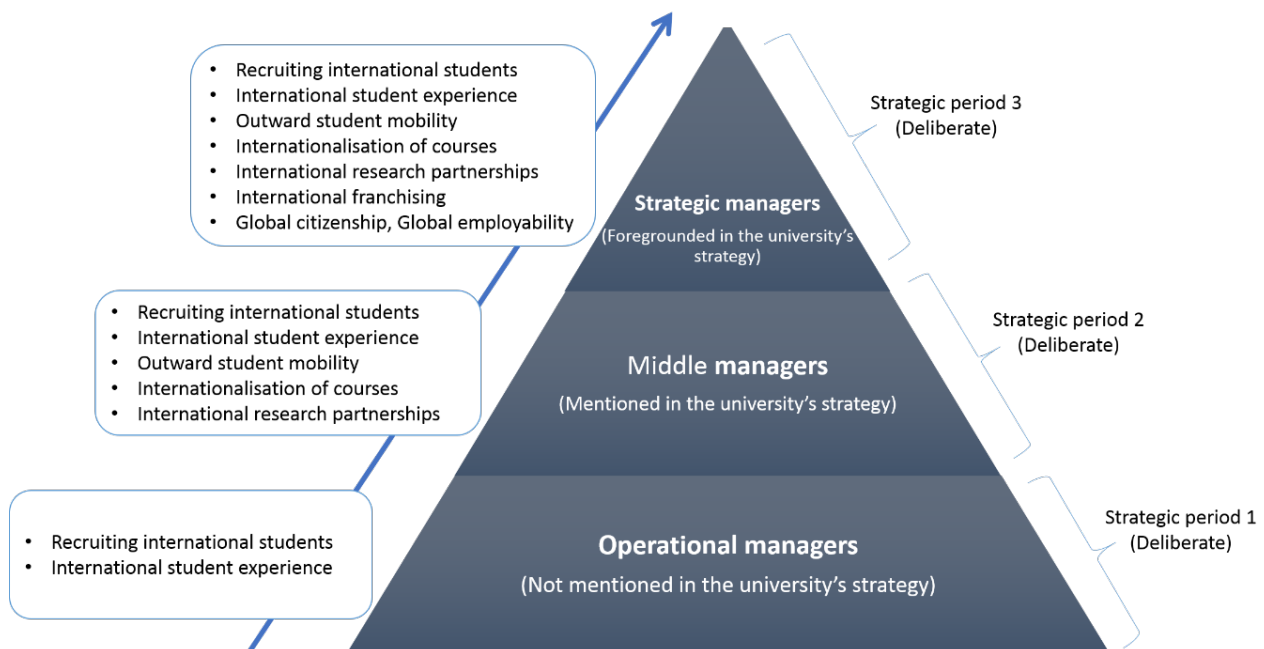 • Recruiting international students
• International student experience
• Outward student mobility
• Internationalisation of courses
• International research partnerships
• International franchising
• Global citizenship, Global employability
Strategic period 3
(Deliberate)
Strategic managers
(Foregrounded in the university's
strategy)
• Recruiting international students
• International student experience
• Outward student mobility
• Internationalisation of courses
• International research partnerships
Strategic period 2
(Deliberate)
Middle managers
(Mentioned in the university's strategy)
• Recruiting international students
• International student experience
Strategic period 1
(Deliberate)
Operational managers
(Not mentioned in the university's strategy)